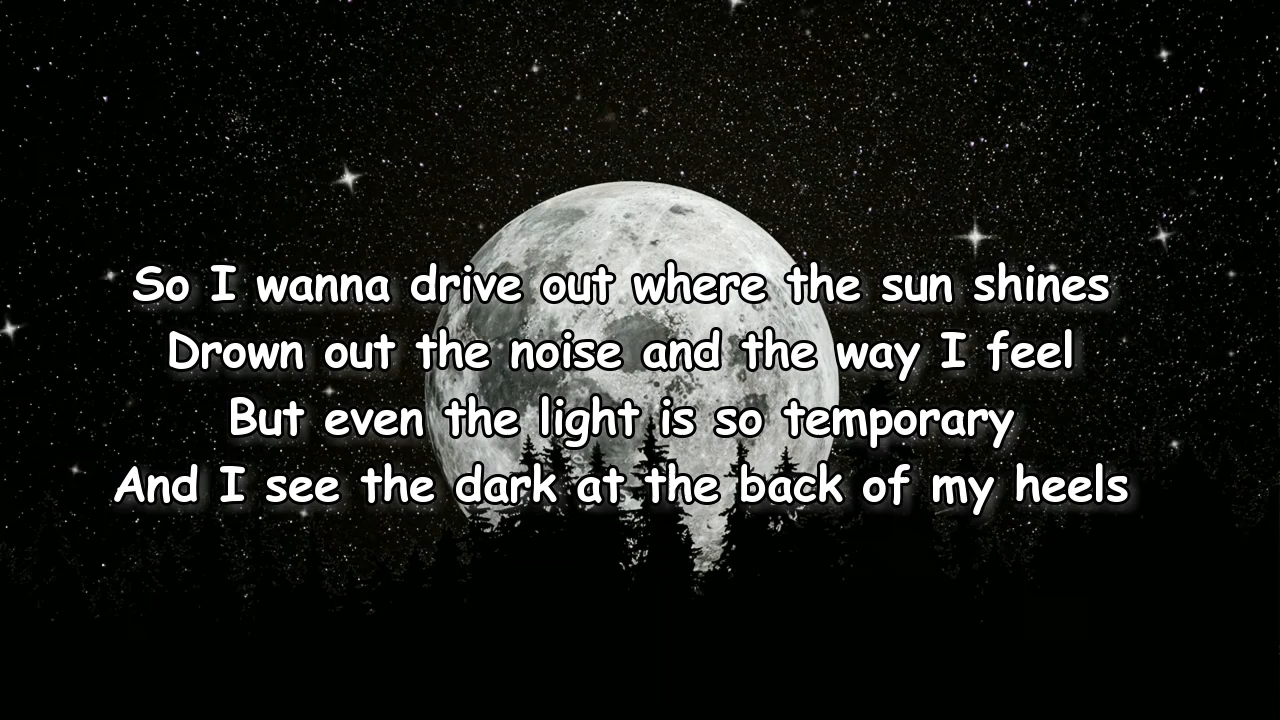 So I wanna drive out where the sun shines
Drown out the noise and the way I feel
But even the light is so temporary
And I see the dark at the back of my heels